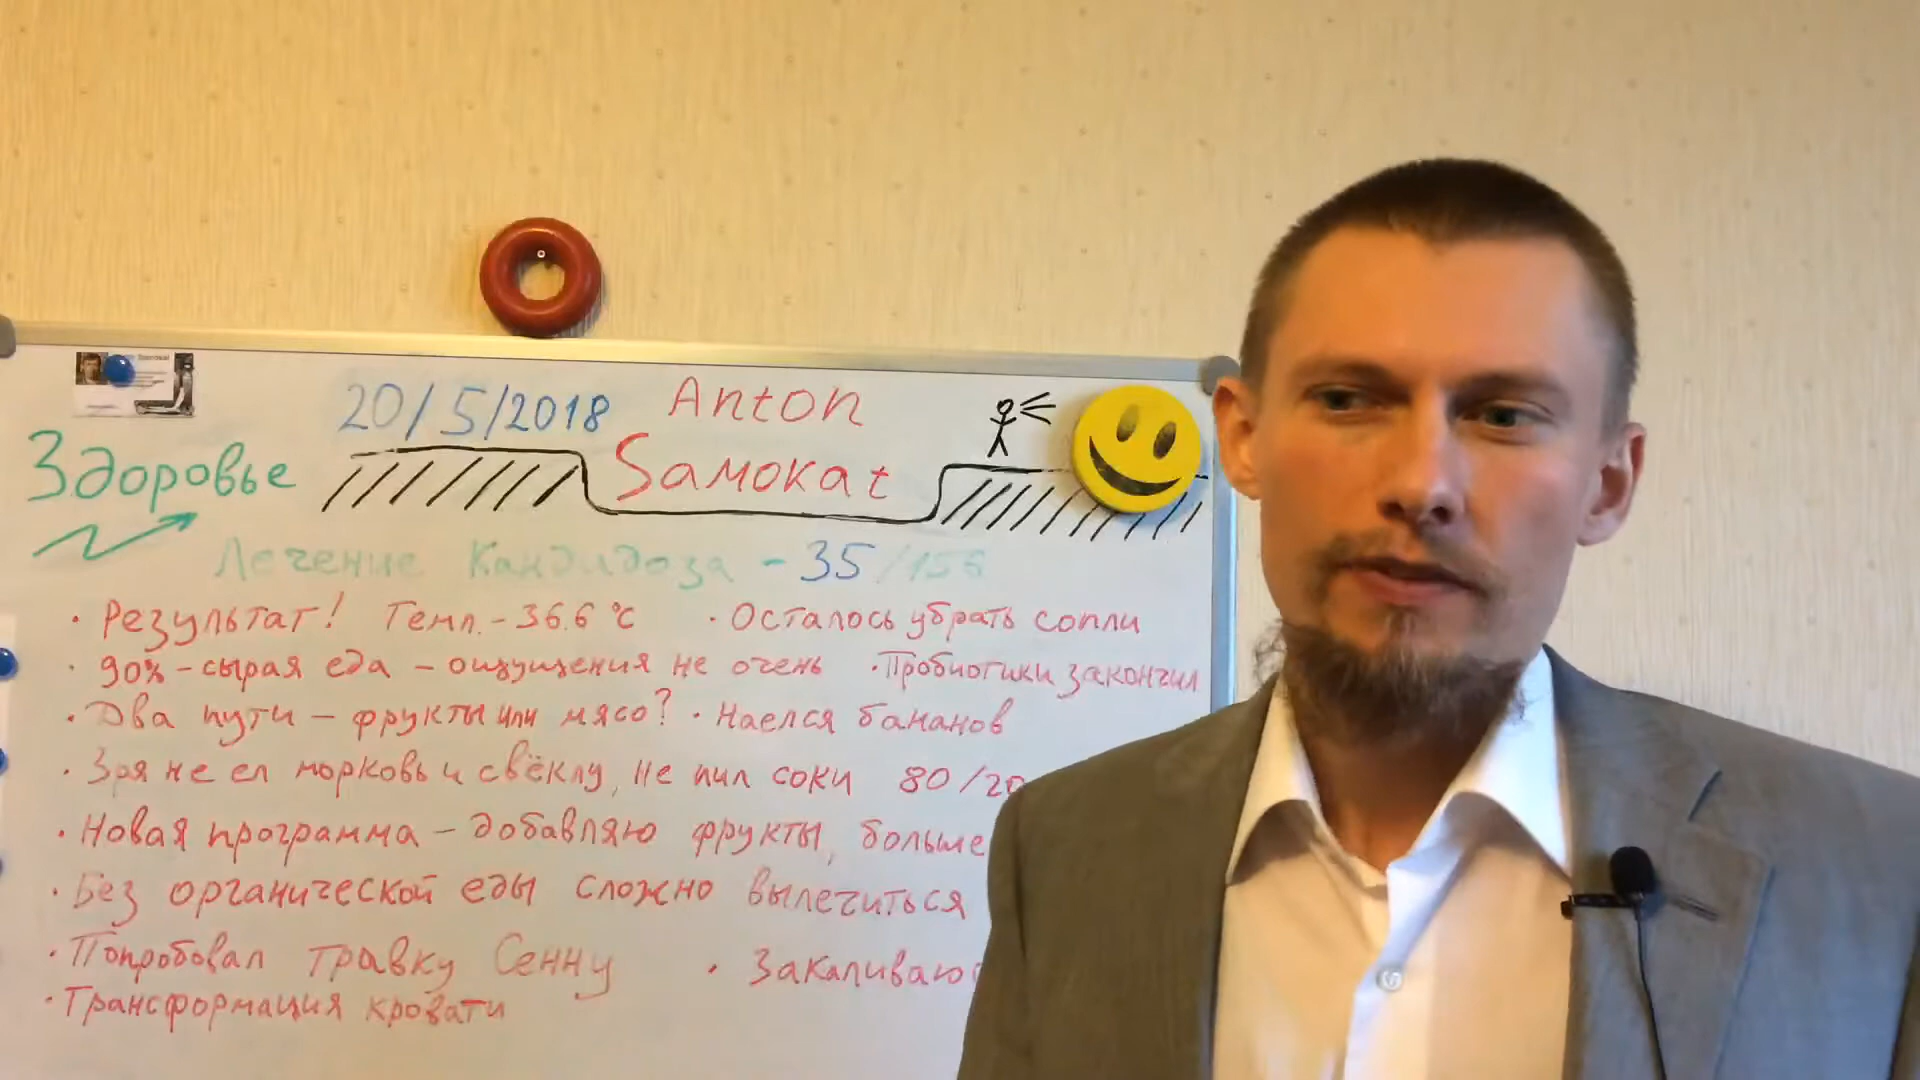 20/5/2018 Anton
Здоровье Samokat
Лечение Кандидоза - 35/156
· Результат! Темп. - 36.6 °С · Осталось убрать сопли
· 90% - сырая еда - ощущения не очень · Пробиотики закончил
· Два пути - фрукты или мясо? · Наелся бананов
· Зря не ел морковь и свёклу, не пил соки 80/20
· Новая программа - добавляю фрукты, больше
· Без органической еды сложно вылечиться
· Попробовал травку Сенну · Закаливаю
· Трансформация кровати